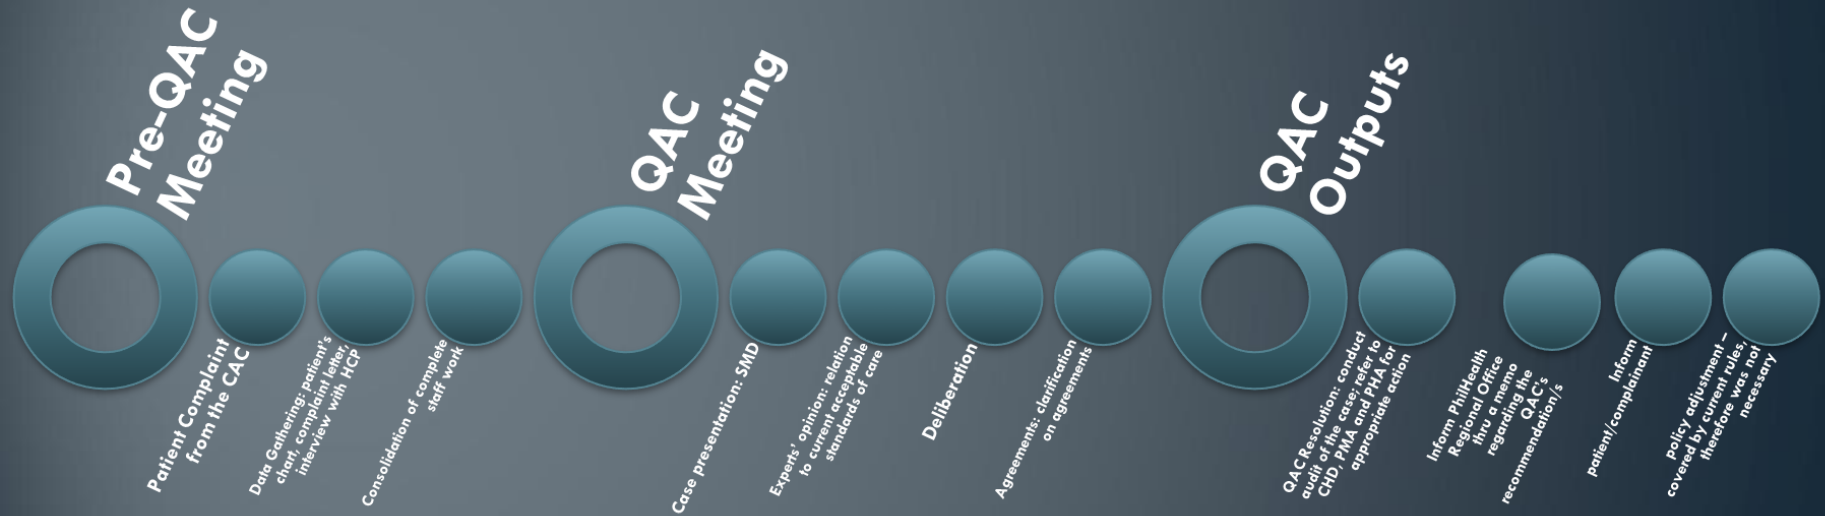 Pre-QAC
Meeting
Patient Complaint
from the CAC
Data Gathering: patient's
chart, complaint letter,
interview with HCP
Consolidation of complete
staff work
QAC
Meeting
Case presentation: SMD
Experts' opinion: relation
to current acceptable
standards of care
Deliberation
Agreements: clarification
on agreements
QAC
Outputs
QAC Resolution: conduct
audit of the case; refer to
CHD, PMA and PHA for
appropriate action
Inform PhilHealth
Regional Office
thru a memo
regarding the
QAC's
recommendation/s
Inform
patient/complainant
policy adjustment –
covered by current rules,
therefore was not
necessary